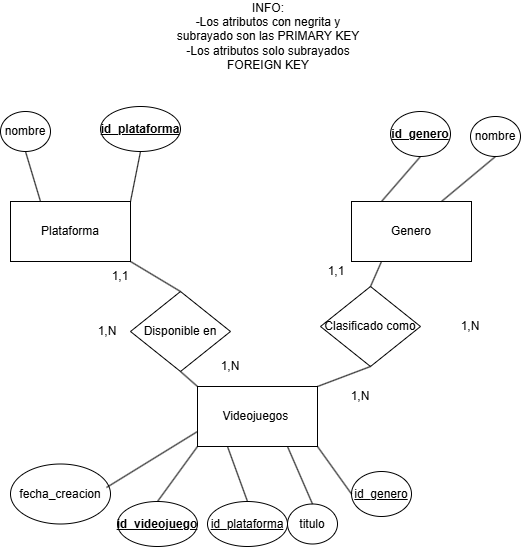 INFO:
-Los atributos con negrita y
subrayado son las PRIMARY KEY
-Los atributos solo subrayados
FOREIGN KEY
nombre
id_plataforma
id_genero
nombre
Plataforma
Genero
1,1
1,1
1,N
Disponible en
Clasificado como
1,N
1,N
1,N
Videojuegos
fecha_creacion
id_genero
id_videojuego
id_plataforma
titulo